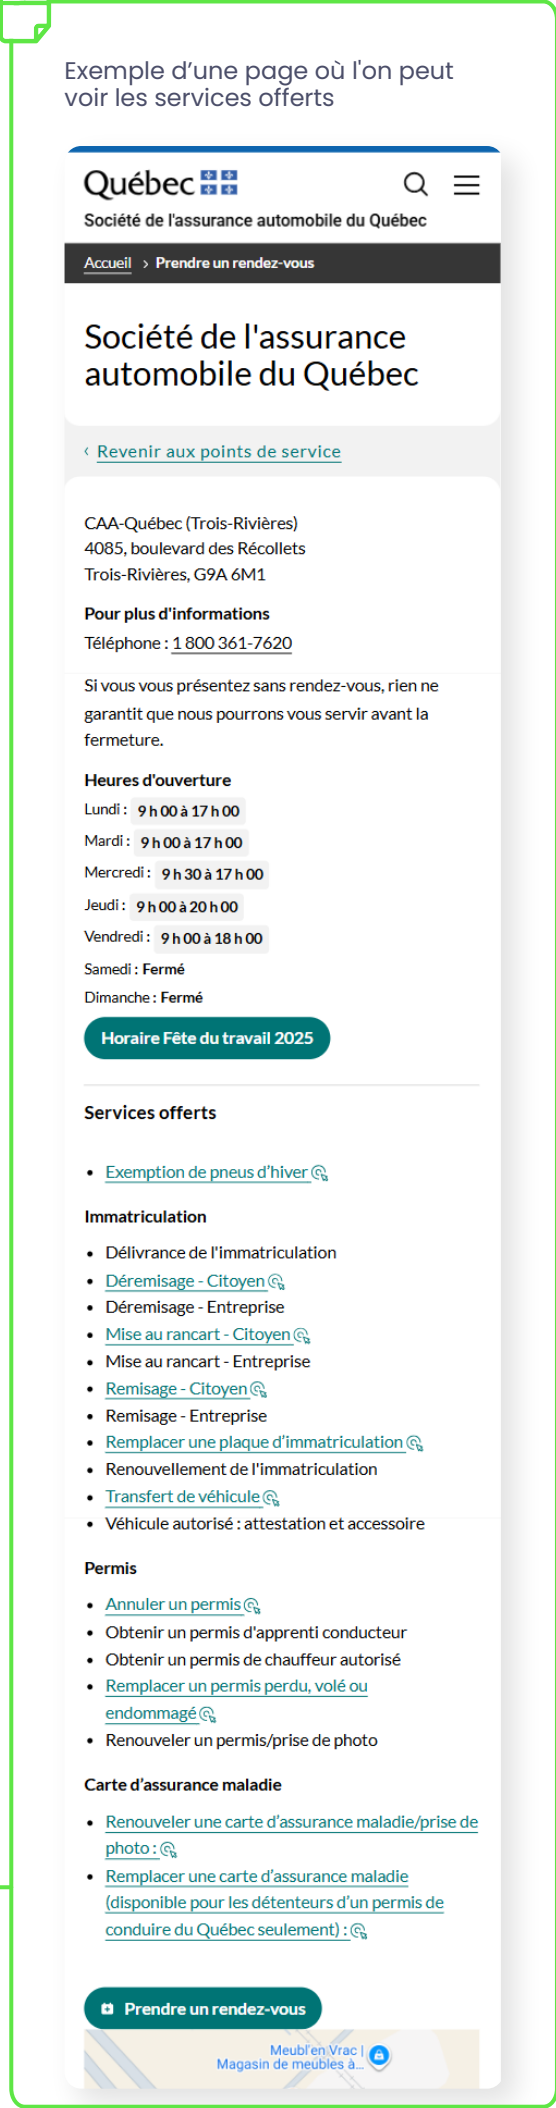 Exemple d’une page où l'on peut
voir les services offerts
Québec
Société de l'assurance automobile du Québec
Accueil › Prendre un rendez-vous
Société de l'assurance
automobile du Québec
‹ Revenir aux points de service
CAA-Québec (Trois-Rivières)
4085, boulevard des Récollets
Trois-Rivières, G9A 6M1
Pour plus d'informations
Téléphone : 1 800 361-7620
Si vous vous présentez sans rendez-vous, rien ne
garantit que nous pourrons vous servir avant la
fermeture.
Heures d'ouverture
Lundi : 9 h 00 à 17 h 00
Mardi : 9 h 00 à 17 h 00
Mercredi : 9 h 30 à 17 h 00
Jeudi : 9 h 00 à 20 h 00
Vendredi : 9 h 00 à 18 h 00
Samedi : Fermé
Dimanche : Fermé
Horaire Fête du travail 2025
Services offerts
• Exemption de pneus d’hiver
Immatriculation
• Délivrance de l'immatriculation
• Déremisage - Citoyen
• Déremisage - Entreprise
• Mise au rancart - Citoyen
• Mise au rancart - Entreprise
• Remisage - Citoyen
• Remisage - Entreprise
• Remplacer une plaque d’immatriculation
• Renouvellement de l'immatriculation
• Transfert de véhicule
• Véhicule autorisé : attestation et accessoire
Permis
• Annuler un permis
• Obtenir un permis d'apprenti conducteur
• Obtenir un permis de chauffeur autorisé
• Remplacer un permis perdu, volé ou
endommagé
• Renouveler un permis/prise de photo
Carte d’assurance maladie
• Renouveler une carte d’assurance maladie/prise de
photo :
• Remplacer une carte d’assurance maladie
(disponible pour les détenteurs d’un permis de
conduire du Québec seulement) :
Prendre un rendez-vous
Meubl'en Vrac |
Magasin de meubles à...